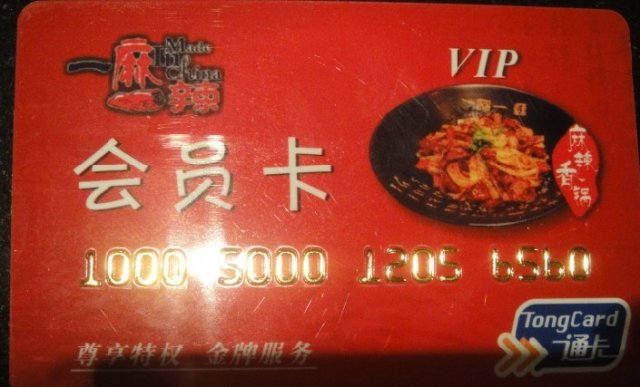 一麻辣
Made
In
China
VIP
会员卡
麻辣香锅
1000 5000 1205 6560
尊享特权 金牌服务
TongCard
通卡